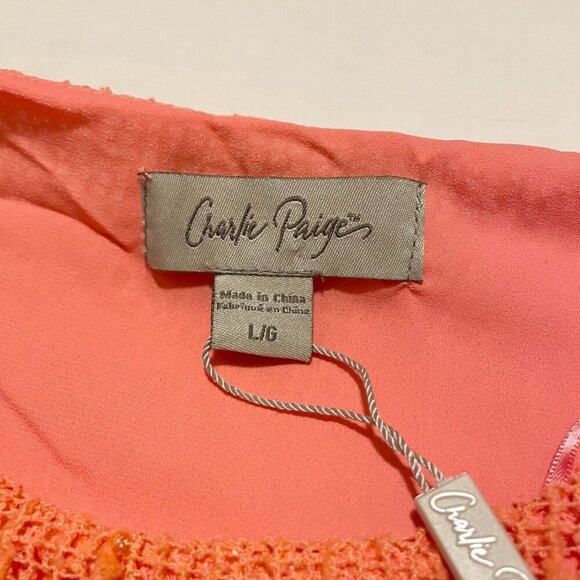 Charlie Paige™
Made in China
Fabriqué en Chine
L/G
Charlie